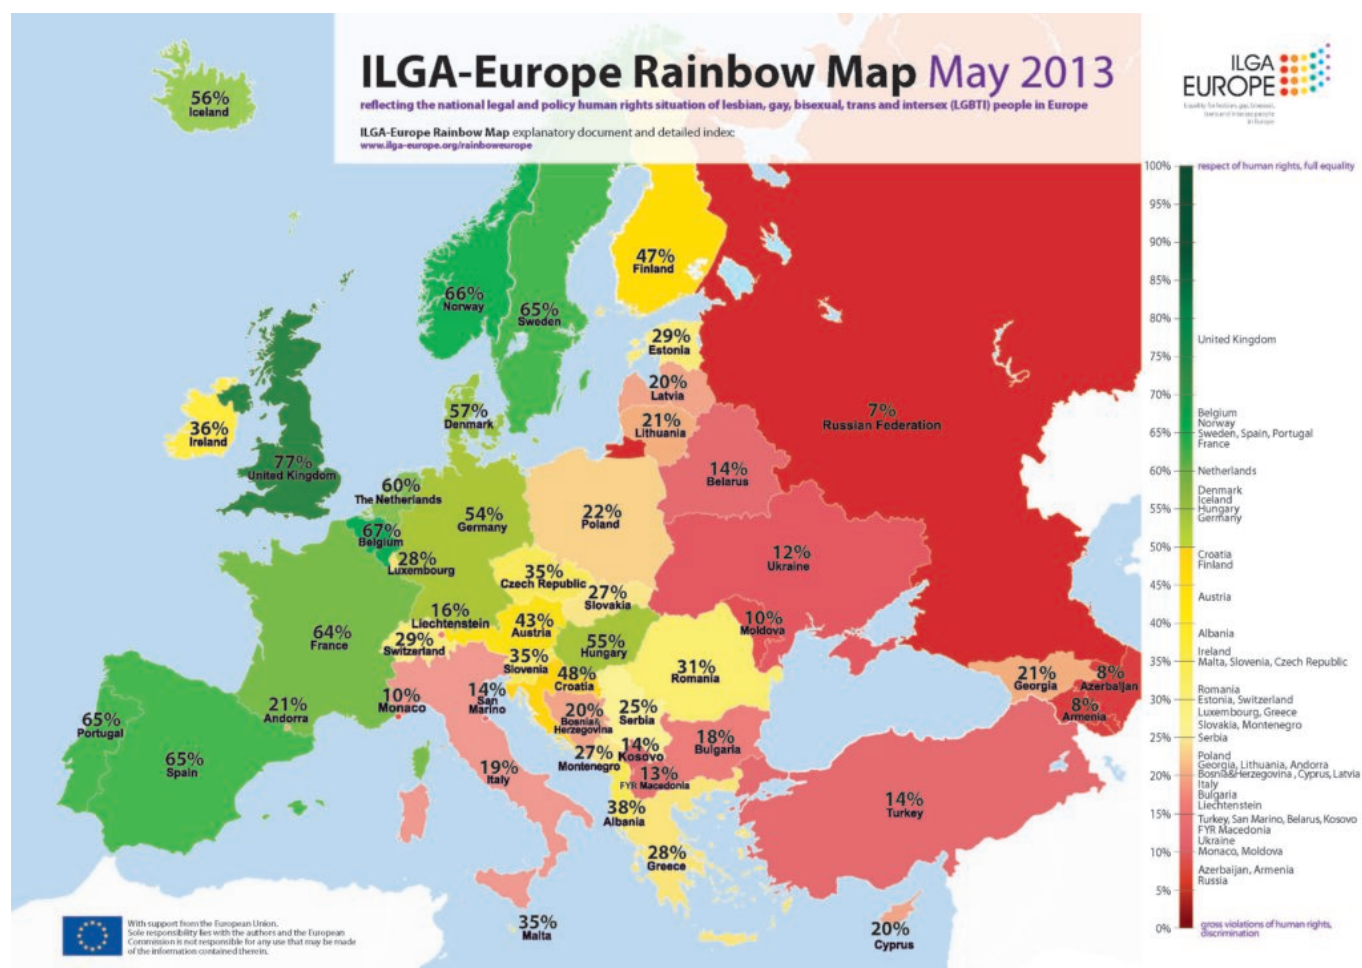 ILGA-Europe Rainbow Map May 2013
reflecting the national legal and policy human rights situation of lesbian, gay, bisexual, trans and intersex (LGBTI) people in Europe
ILGA-Europe Rainbow Map explanatory document and detailed index:
www.ilga-europe.org/rainboweurope
ILGA
EUROPE
Equality for lesbian, gay, bisexual,
trans and intersex people
in Europe
56%
Iceland
47%
Finland
66%
Norway
65%
Sweden
29%
Estonia
20%
Latvia
21%
Lithuania
57%
Denmark
36%
Ireland
77%
United Kingdom
7%
Russian Federation
14%
Belarus
60%
The Netherlands
54%
Germany
22%
Poland
67%
Belgium
28%
Luxembourg
12%
Ukraine
35%
Czech Republic
27%
Slovakia
16%
Liechtenstein
43%
Austria
10%
Moldova
64%
France
29%
Switzerland
55%
Hungary
35%
Slovenia
48%
Croatia
31%
Romania
21%
Georgia
8%
Azerbaijan
8%
Armenia
21%
Andorra
10%
Monaco
14%
San
Marino
20%
Bosnia&
Herzegovina
25%
Serbia
65%
Portugal
65%
Spain
19%
Italy
27%
Montenegro
14%
Kosovo
18%
Bulgaria
13%
FYR Macedonia
38%
Albania
14%
Turkey
28%
Greece
35%
Malta
20%
Cyprus
With support from the European Union.
Sole responsibility lies with the authors and the European
Commission is not responsible for any use that may be made
of the information contained therein.
100% respect of human rights, full equality
95%
90%
85%
80%
United Kingdom
75%
70%
Belgium
Norway
65% Sweden, Spain, Portugal
France
60% Netherlands
Denmark
Iceland
55% Hungary
Germany
50%
Croatia
Finland
45%
Austria
40%
Albania
Ireland
35% Malta, Slovenia, Czech Republic
Romania
30% Estonia, Switzerland
Luxembourg, Greece
Slovakia, Montenegro
25% Serbia
Poland
Georgia, Lithuania, Andorra
20% Bosnia&Herzegovina, Cyprus, Latvia
Italy
Bulgaria
Liechtenstein
15%
Turkey, San Marino, Belarus, Kosovo
FYR Macedonia
Ukraine
10% Monaco, Moldova
Azerbaijan, Armenia
Russia
5%
0% gross violations of human rights,
discrimination